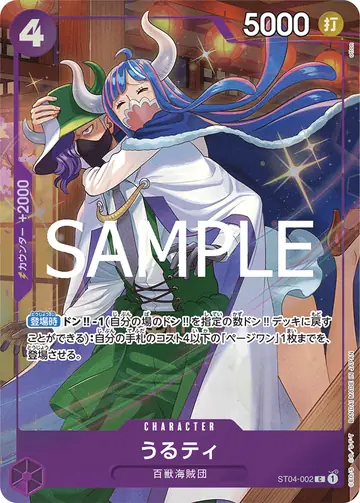 4
5000 打
カウンター +2000
SAMPLE
登場時 ドン!!-1(自分の場のドン!!を指定の数ドン!!デッキに戻す
ことができる):自分の手札のコスト4以下の「ページワン」1枚までを、
登場させる。
CHARACTER
うるティ
百獣海賊団
ST04-002 C 1